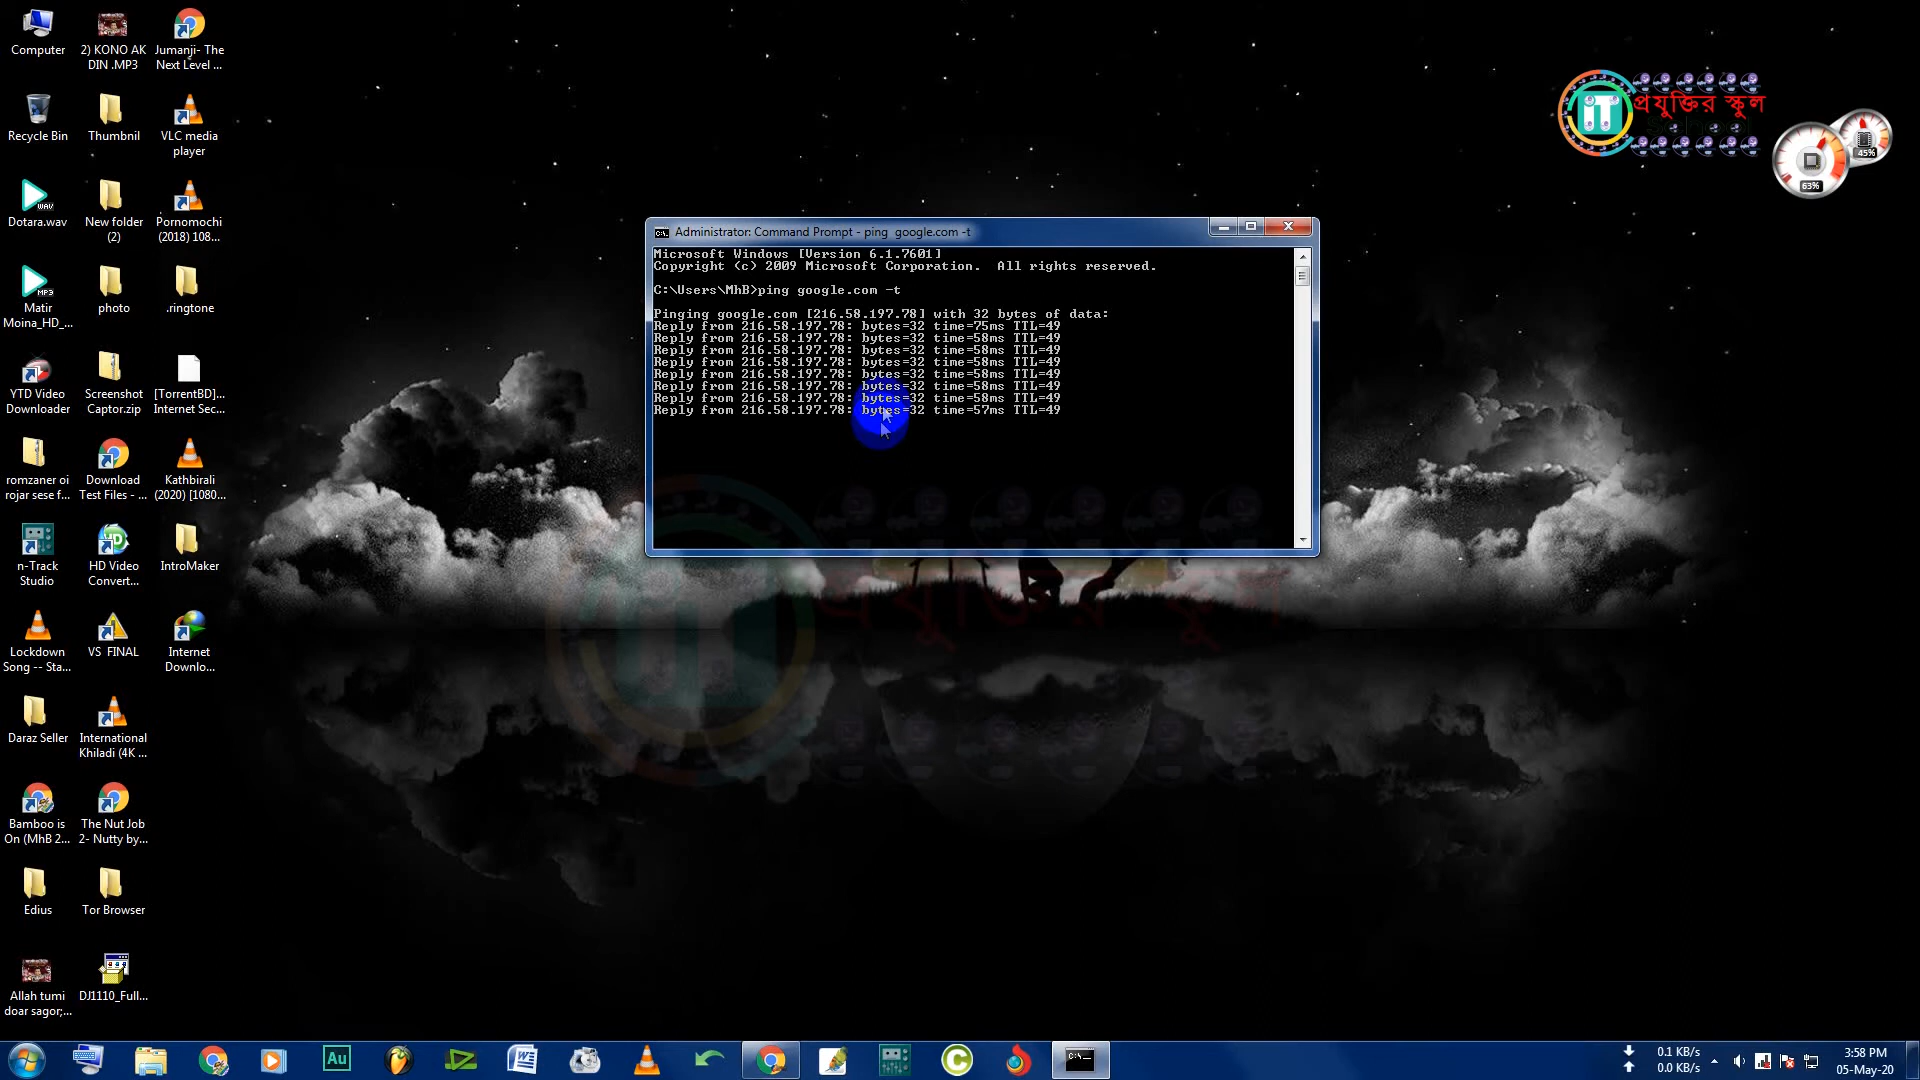 Computer
2) KONO AK
DIN .MP3
Jumanji- The
Next Level ...
Recycle Bin
Thumbnil
VLC media
player
Dotara.wav
New folder
(2)
Pornomochi
(2018) 108...
Matir
Moina_HD_...
photo
.ringtone
YTD Video
Downloader
Screenshot
Captor.zip
[TorrentBD]...
Internet Sec...
romzaner oi
rojar sese f...
Download
Test Files - ...
Kathbirali
(2020) [1080...
n-Track
Studio
HD Video
Convert...
IntroMaker
Lockdown
Song -- Sta...
VS FINAL
Internet
Downlo...
Daraz Seller
International
Khiladi (4K ...
Bamboo is
On (MhB 2...
The Nut Job
2- Nutty by...
Edius
Tor Browser
Allah tumi
doar sagor;...
DJ1110_Full...
iT
প্রযুক্তির স্কুল
45%
63%
Administrator: Command Prompt - ping  google.com -t
Microsoft Windows [Version 6.1.7601]
Copyright (c) 2009 Microsoft Corporation.  All rights reserved.
C:\Users\MhB>ping google.com -t
Pinging google.com [216.58.197.78] with 32 bytes of data:
Reply from 216.58.197.78: bytes=32 time=75ms TTL=49
Reply from 216.58.197.78: bytes=32 time=58ms TTL=49
Reply from 216.58.197.78: bytes=32 time=58ms TTL=49
Reply from 216.58.197.78: bytes=32 time=58ms TTL=49
Reply from 216.58.197.78: bytes=32 time=58ms TTL=49
Reply from 216.58.197.78: bytes=32 time=58ms TTL=49
Reply from 216.58.197.78: bytes=32 time=58ms TTL=49
Reply from 216.58.197.78: bytes=32 time=57ms TTL=49
প্রযুক্তির স্কুল
Au
0.1 KB/s
0.0 KB/s
3:58 PM
05-May-20